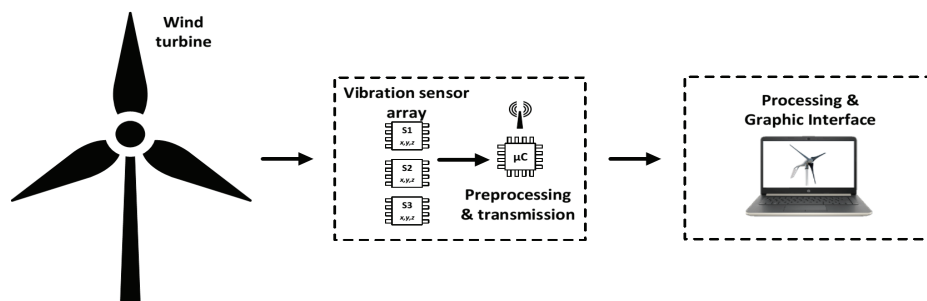 Wind
turbine
Vibration sensor
array
S1
x,y,z
S2
x,y,z
S3
x,y,z
µC
Preprocessing
& transmission
Processing &
Graphic Interface